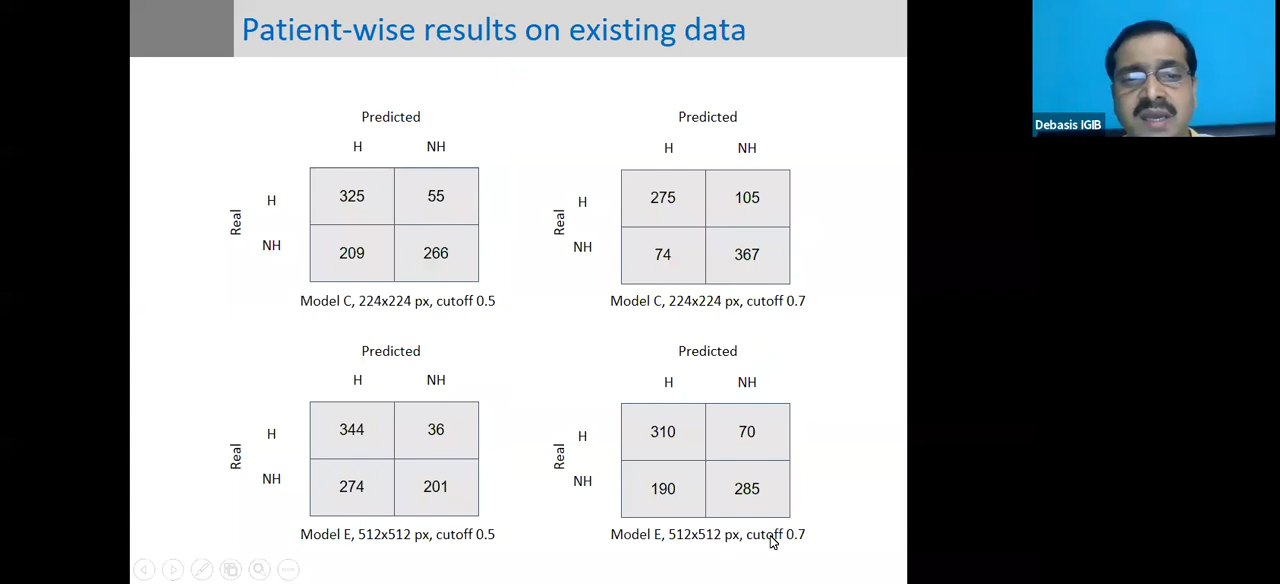 Patient-wise results on existing data
Debasis IGIB
Predicted
H NH
Real
H 325 55
NH 209 266
Model C, 224x224 px, cutoff 0.5
Predicted
H NH
Real
H 275 105
NH 74 367
Model C, 224x224 px, cutoff 0.7
Predicted
H NH
Real
H 344 36
NH 274 201
Model E, 512x512 px, cutoff 0.5
Predicted
H NH
Real
H 310 70
NH 190 285
Model E, 512x512 px, cutoff 0.7